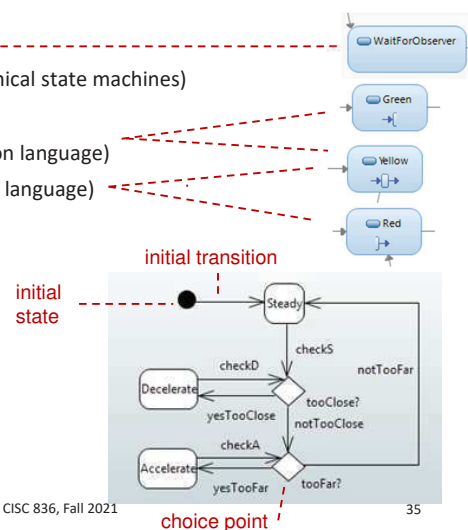 WaitForObserver
nical state machines)
Green
on language)
Yellow
language)
Red
initial transition
initial
state
Steady
checkS
checkD
notTooFar
Decelerate
tooClose?
yesTooClose
notTooClose
checkA
Accelerate
yesTooFar
tooFar?
CISC 836, Fall 2021
35
choice point